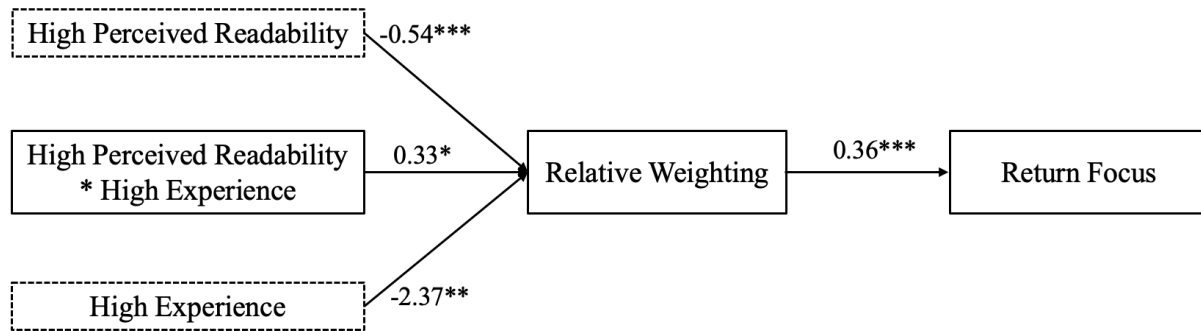 High Perceived Readability
-0.54***
High Perceived Readability
* High Experience
0.33*
Relative Weighting
0.36***
Return Focus
High Experience
-2.37**